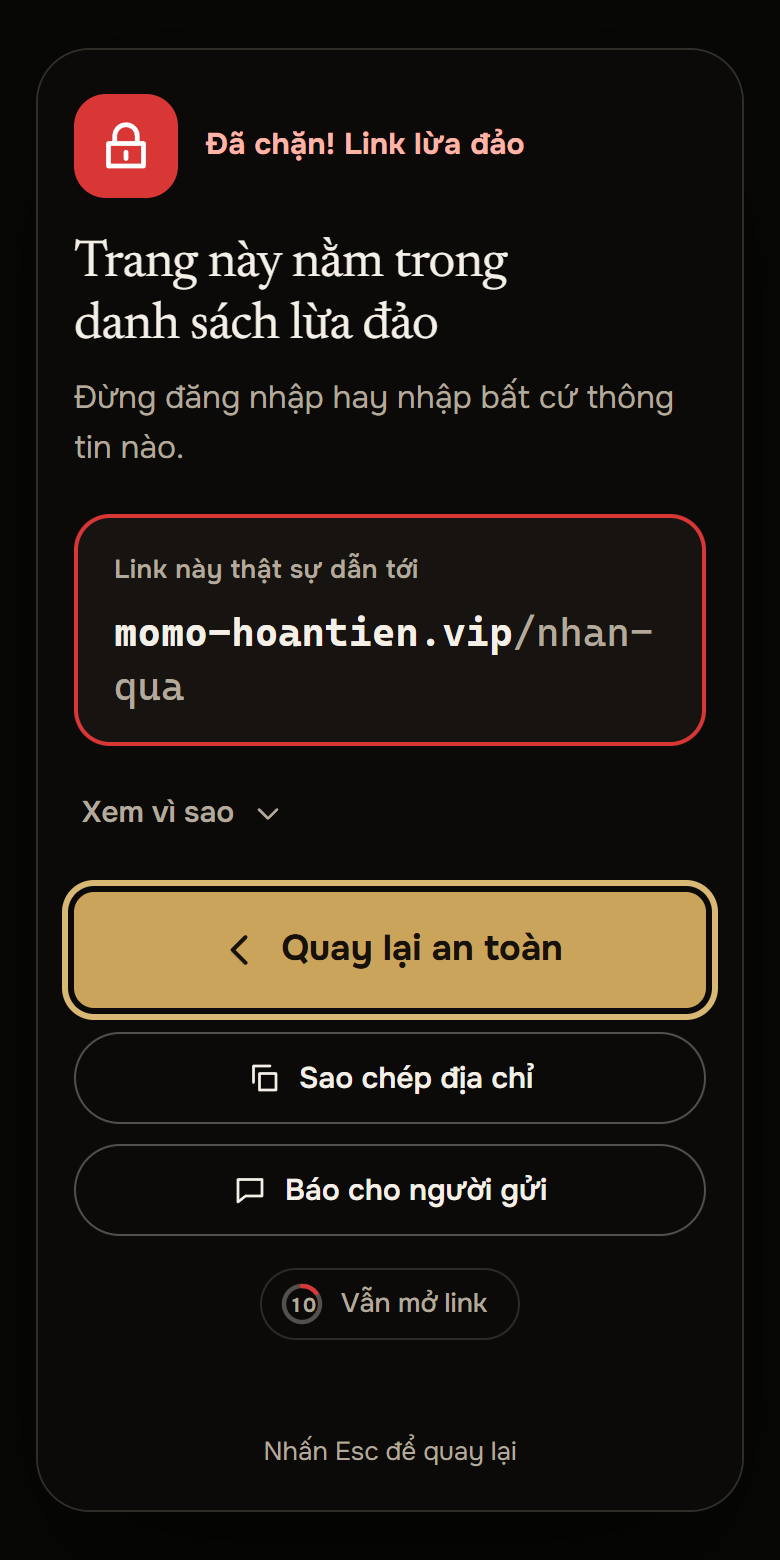 Đã chặn! Link lừa đảo
Trang này nằm trong
danh sách lừa đảo
Đừng đăng nhập hay nhập bất cứ thông
tin nào.
Link này thật sự dẫn tới
momo-hoantien.vip/nhan-
qua
Xem vì sao
Quay lại an toàn
Sao chép địa chỉ
Báo cho người gửi
10 Vẫn mở link
Nhấn Esc để quay lại